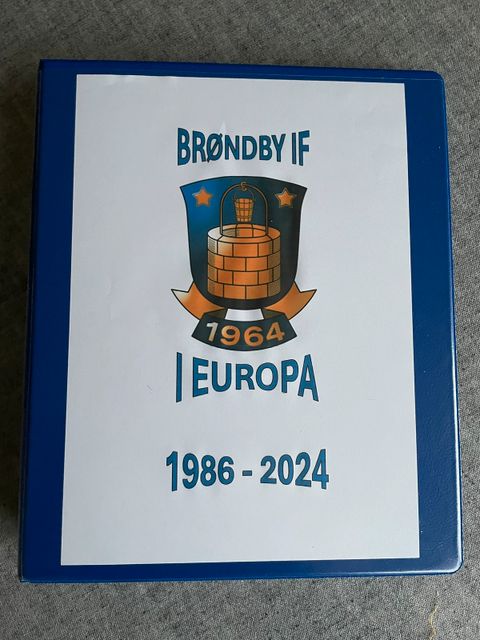 BRØNDBY IF
1964
I EUROPA
1986 - 2024